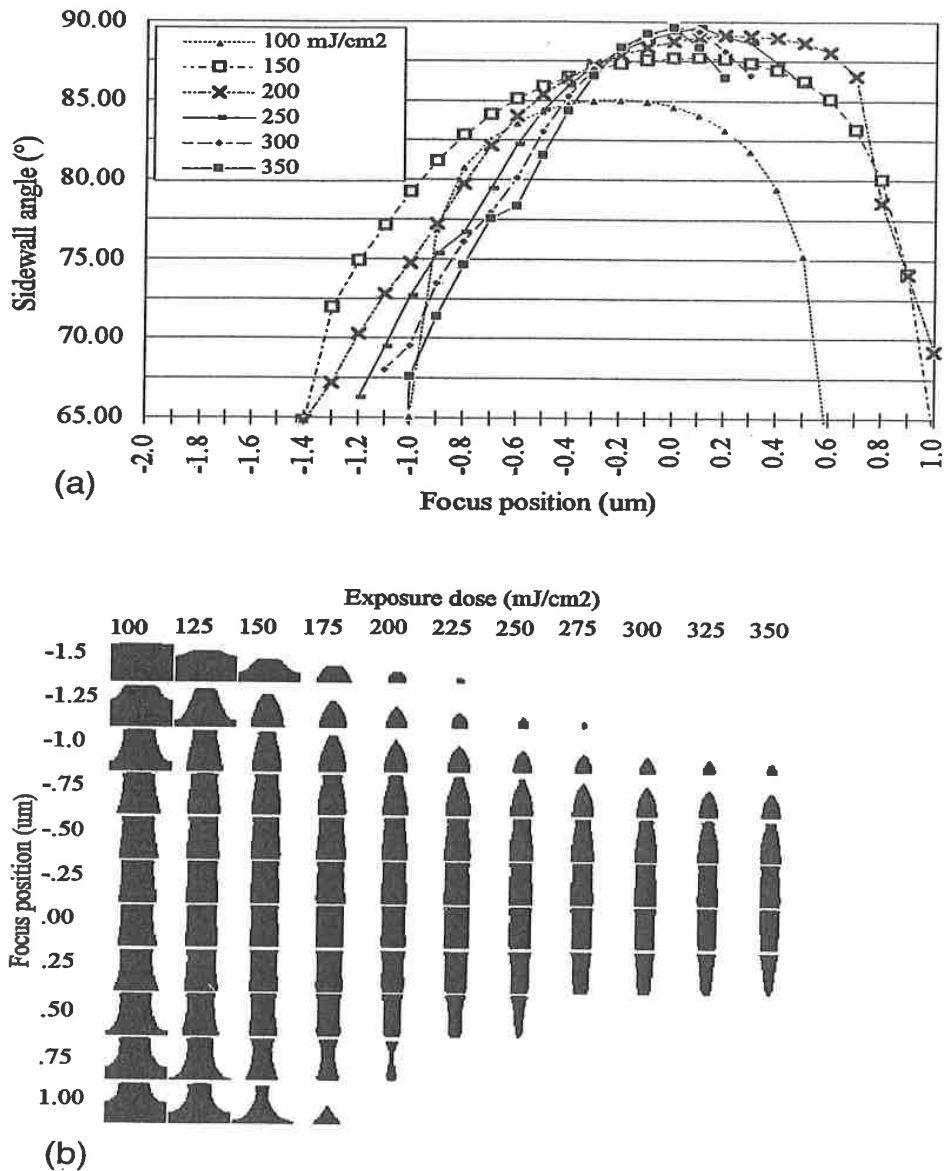 90.00
85.00
80.00
75.00
70.00
65.00
Sidewall angle (°)
100 mJ/cm2
150
200
250
300
350
-2.0 -1.8 -1.6 -1.4 -1.2 -1.0 -0.8 -0.6 -0.4 -0.2 0.0 0.2 0.4 0.6 0.8 1.0
(a)
Focus position (um)
Exposure dose (mJ/cm2)
100 125 150 175 200 225 250 275 300 325 350
Focus position (um)
-1.5
-1.25
-1.0
-.75
-.50
-.25
.00
.25
.50
.75
1.00
(b)